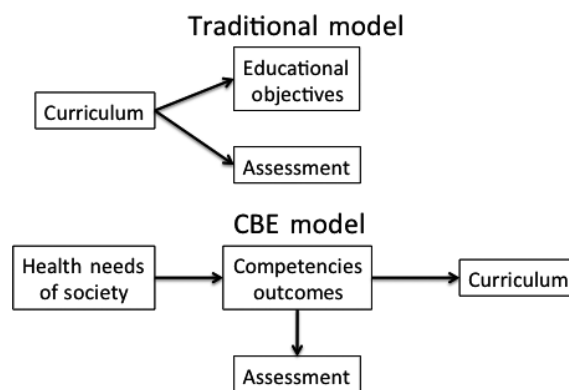 Traditional model
Educational
objectives
Curriculum
Assessment
CBE model
Health needs
of society
Competencies
outcomes
Curriculum
Assessment